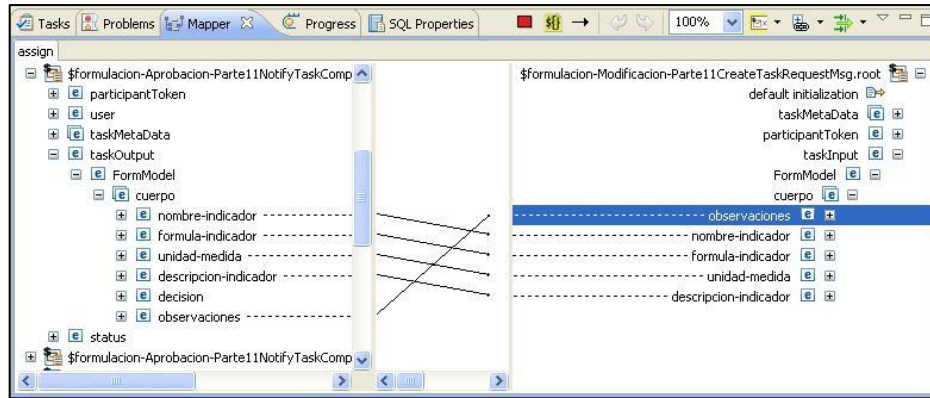 Tasks Problems Mapper Progress SQL Properties 100%
assign
$formulacion-Aprobacion-Parte11NotifyTaskComp
participantToken
user
taskMetaData
taskOutput
FormModel
cuerpo
nombre-indicador
formula-indicador
unidad-medida
descripcion-indicador
decision
observaciones
status
$formulacion-Aprobacion-Parte11NotifyTaskComp
$formulacion-Modificacion-Parte11CreateTaskRequestMsg.root
default initialization
taskMetaData
participantToken
taskInput
FormModel
cuerpo
observaciones
nombre-indicador
formula-indicador
unidad-medida
descripcion-indicador